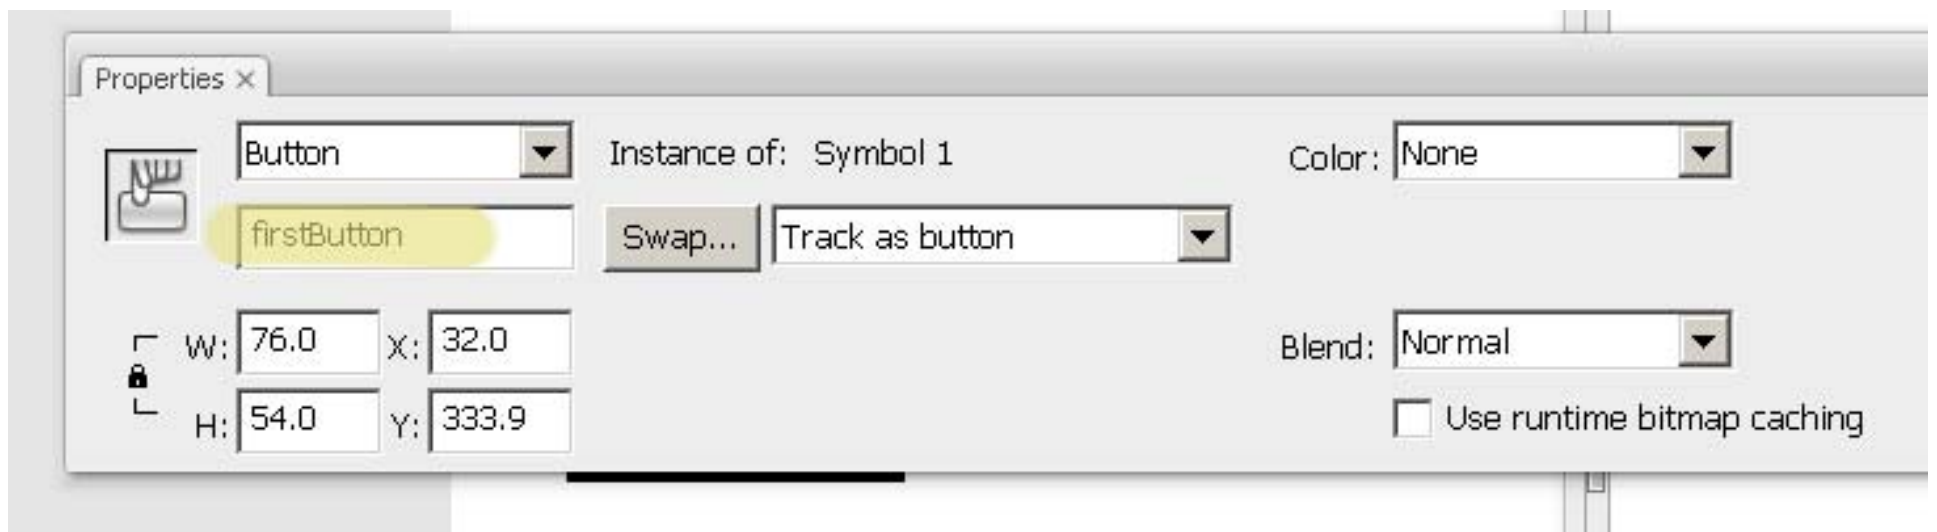 Properties ×
Button Instance of: Symbol 1 Color: None
firstButton Swap... Track as button
W: 76.0 X: 32.0 Blend: Normal
H: 54.0 Y: 333.9 Use runtime bitmap caching